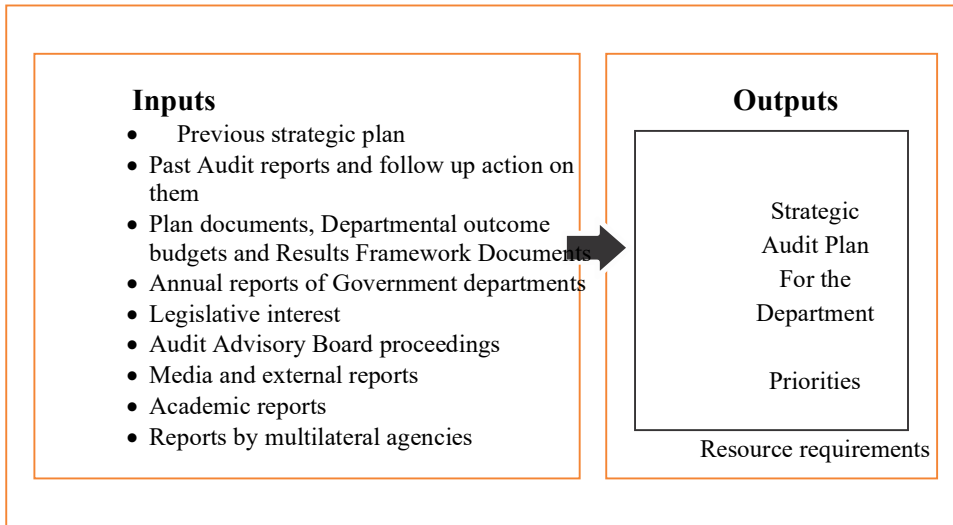 Inputs
• Previous strategic plan
• Past Audit reports and follow up action on
them
• Plan documents, Departmental outcome
budgets and Results Framework Documents
• Annual reports of Government departments
• Legislative interest
• Audit Advisory Board proceedings
• Media and external reports
• Academic reports
• Reports by multilateral agencies
Outputs
Strategic
Audit Plan
For the
Department
Priorities
Resource requirements